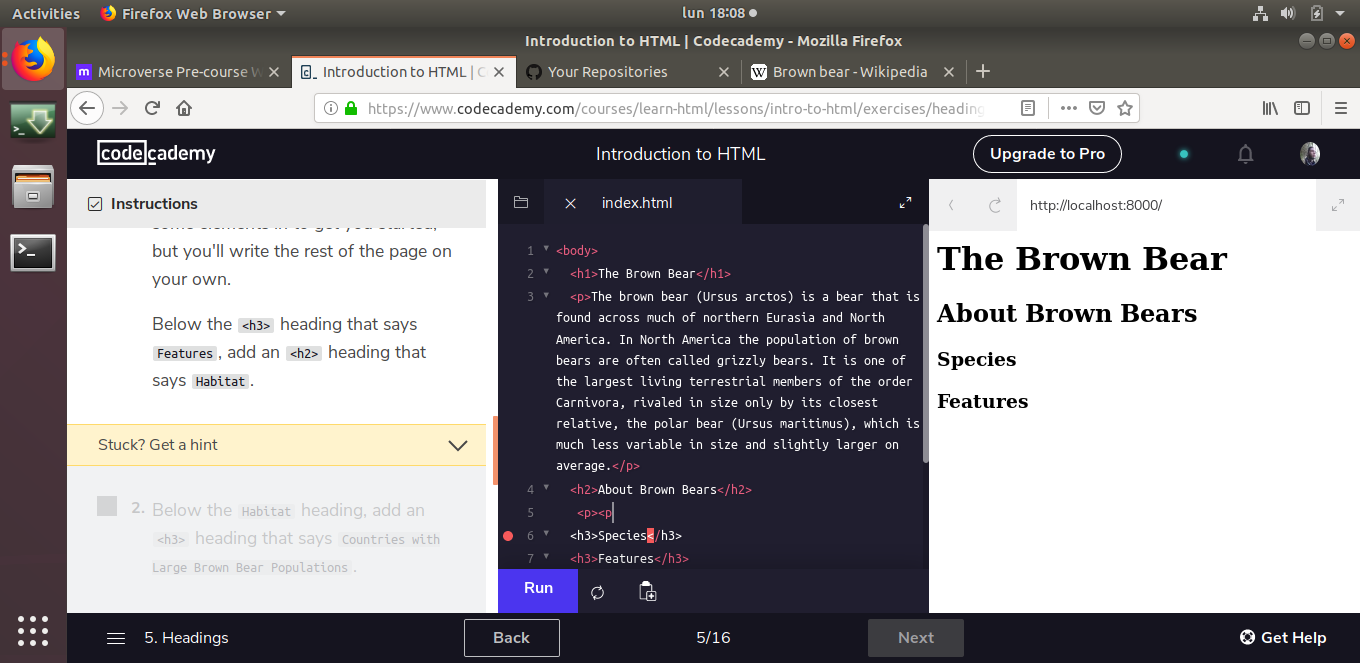 Activities
Firefox Web Browser
lun 18:08
Introduction to HTML | Codecademy - Mozilla Firefox
m Microverse Pre-course W
c_ Introduction to HTML | C
Your Repositories
W Brown bear - Wikipedia
https://www.codecademy.com/courses/learn-html/lessons/intro-to-html/exercises/heading
codecademy
Introduction to HTML
Upgrade to Pro
Instructions
some elements in to get you started,
but you'll write the rest of the page on
your own.
Below the <h3> heading that says
Features, add an <h2> heading that
says Habitat.
Stuck? Get a hint
2. Below the Habitat heading, add an
<h3> heading that says Countries with
Large Brown Bear Populations.
index.html
1 <body>
2 <h1>The Brown Bear</h1>
3 <p>The brown bear (Ursus arctos) is a bear that is
found across much of northern Eurasia and North
America. In North America the population of brown
bears are often called grizzly bears. It is one of
the largest living terrestrial members of the order
Carnivora, rivaled in size only by its closest
relative, the polar bear (Ursus maritimus), which is
much less variable in size and slightly larger on
average.</p>
4 <h2>About Brown Bears</h2>
5 <p><p
6 <h3>Species</h3>
7 <h3>Features</h3>
Run
http://localhost:8000/
The Brown Bear
About Brown Bears
Species
Features
5. Headings
Back
5/16
Next
Get Help